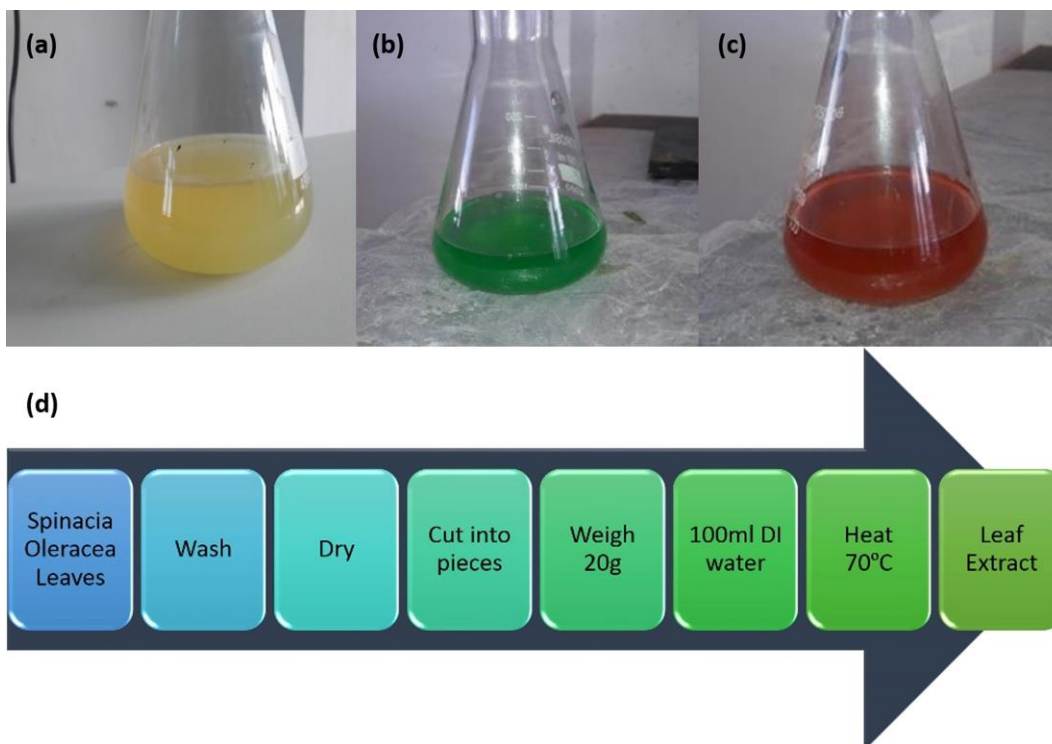 (a)
(b)
(c)
(d)
Spinacia
Oleracea
Leaves
Wash
Dry
Cut into
pieces
Weigh
20g
100ml DI
water
Heat
70ºC
Leaf
Extract